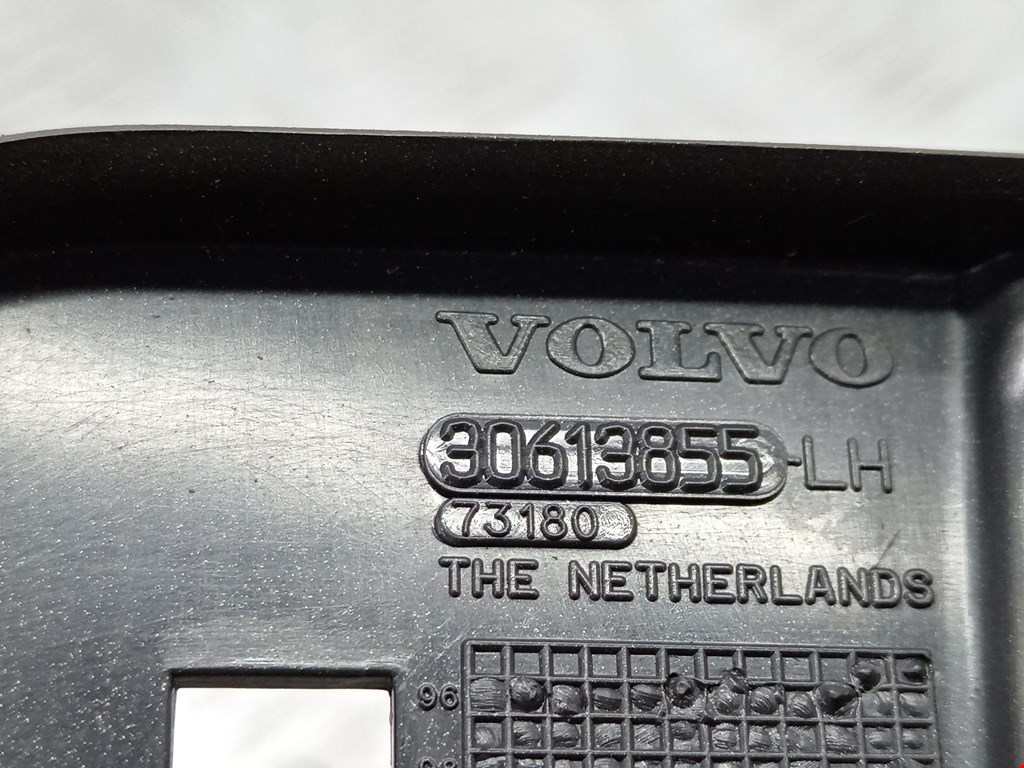 VOLVO
30613855-LH
73180
THE NETHERLANDS
96